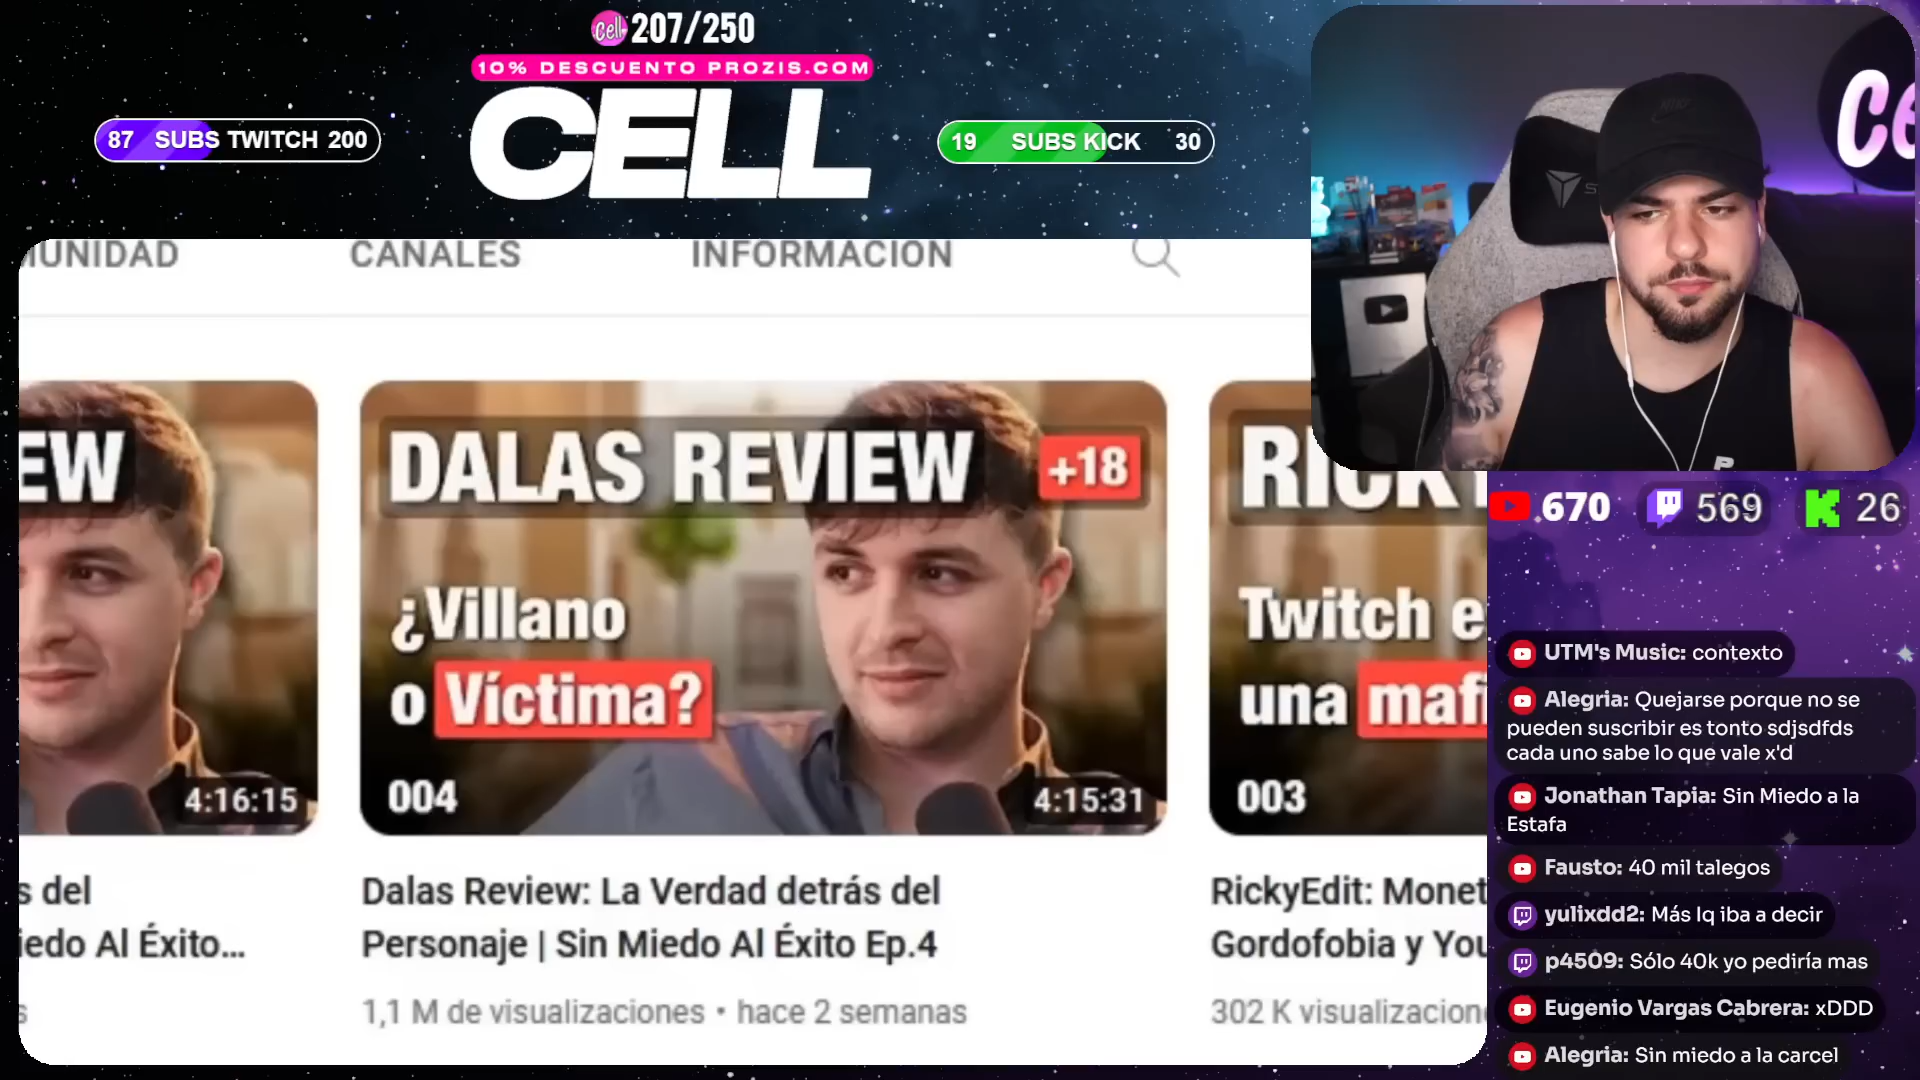 Cell 207/250
10% DESCUENTO PROZIS.COM
CELL
87 SUBS TWITCH 200
19 SUBS KICK 30
Ce
MUNIDAD CANALES INFORMACION
EW
4:16:15
DALAS REVIEW +18
¿Villano
o Víctima?
004
4:15:31
RICKY
Twitch e
una mafi
003
s del
iedo Al Éxito...
s
Dalas Review: La Verdad detrás del
Personaje | Sin Miedo Al Éxito Ep.4
1,1 M de visualizaciones • hace 2 semanas
RickyEdit: Monet
Gordofobia y You
302 K visualizacion
670 569 26
UTM's Music: contexto
Alegria: Quejarse porque no se
pueden suscribir es tonto sdjsdfds
cada uno sabe lo que vale x'd
Jonathan Tapia: Sin Miedo a la
Estafa
Fausto: 40 mil talegos
yulixdd2: Más Iq iba a decir
p4509: Sólo 40k yo pediría mas
Eugenio Vargas Cabrera: xDDD
Alegria: Sin miedo a la carcel